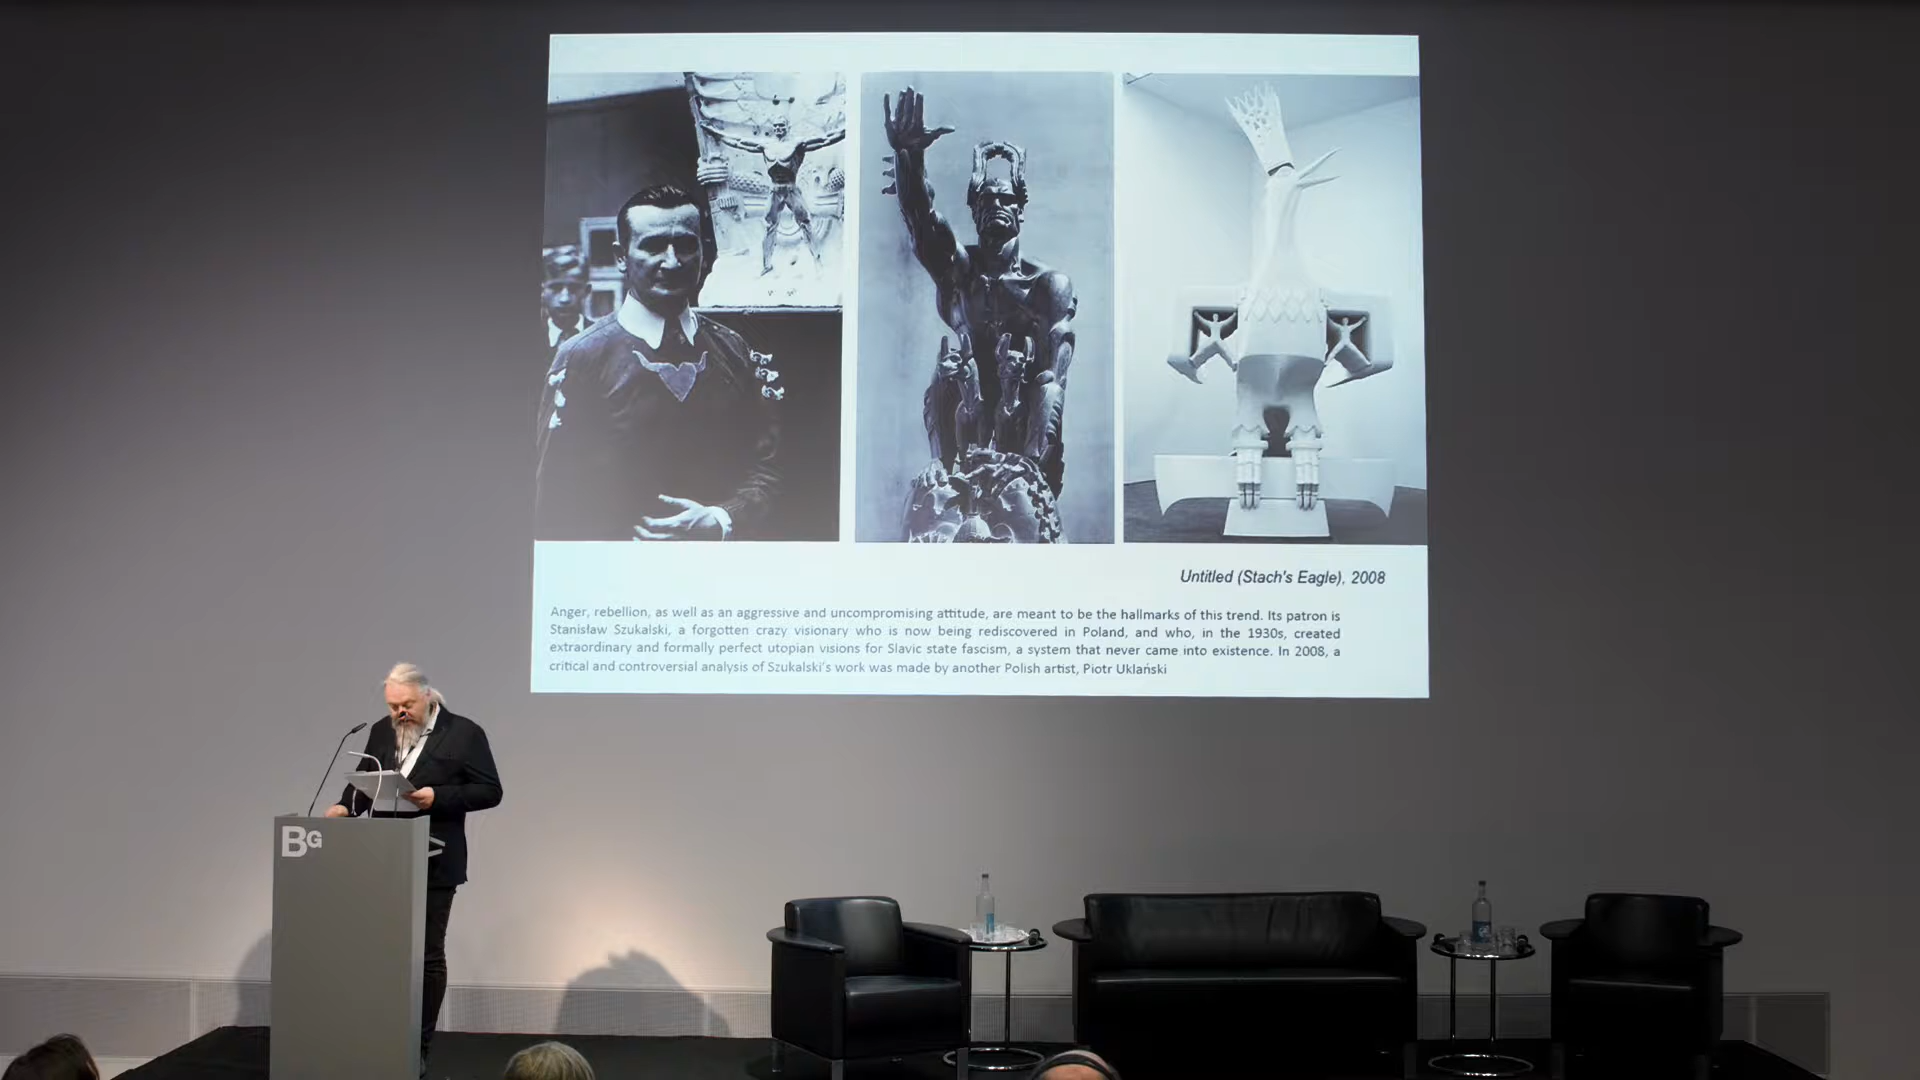 Untitled (Stach's Eagle), 2008
Anger, rebellion, as well as an aggressive and uncompromising attitude, are meant to be the hallmarks of this trend. Its patron is
Stanisław Szukalski, a forgotten crazy visionary who is now being rediscovered in Poland, and who, in the 1930s, created
extraordinary and formally perfect utopian visions for Slavic state fascism, a system that never came into existence. In 2008, a
critical and controversial analysis of Szukalski's work was made by another Polish artist, Piotr Uklański
BG